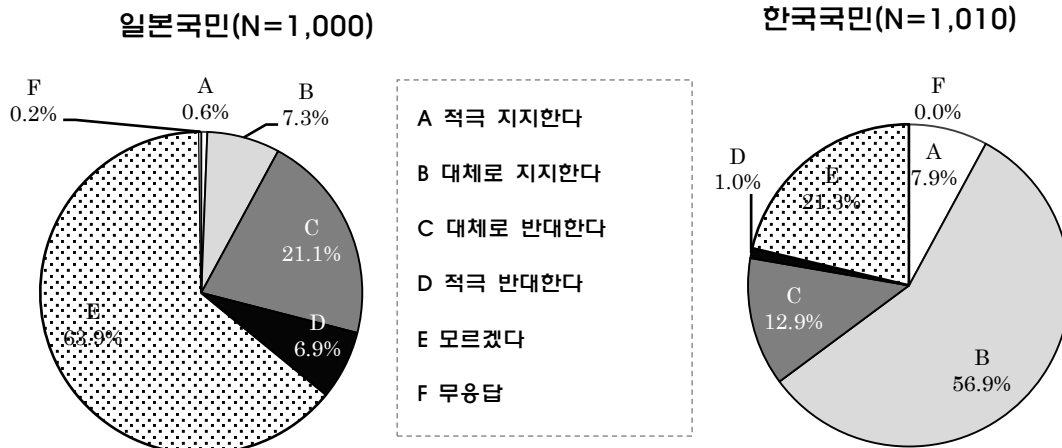 일본국민(N=1,000)
F
0.2%
A
0.6%
B
7.3%
C
21.1%
D
6.9%
E
63.9%
A 적극 지지한다
B 대체로 지지한다
C 대체로 반대한다
D 적극 반대한다
E 모르겠다
F 무응답
한국국민(N=1,010)
F
0.0%
A
7.9%
D
1.0%
E
21.3%
C
12.9%
B
56.9%